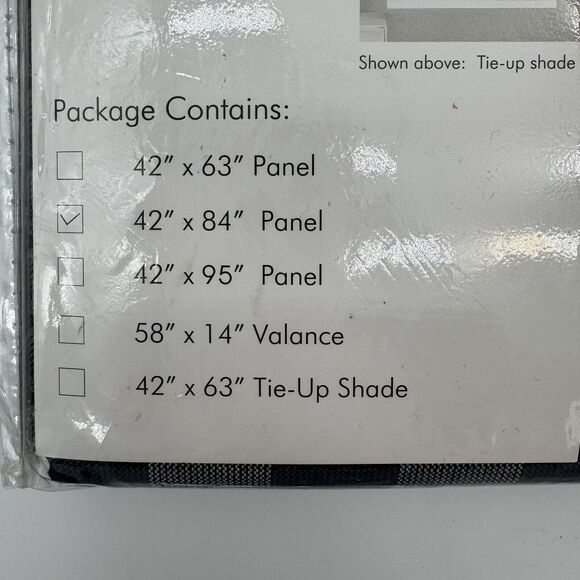 Shown above: Tie-up shade
Package Contains:
42" x 63" Panel
42" x 84" Panel
42" x 95" Panel
58" x 14" Valance
42" x 63" Tie-Up Shade